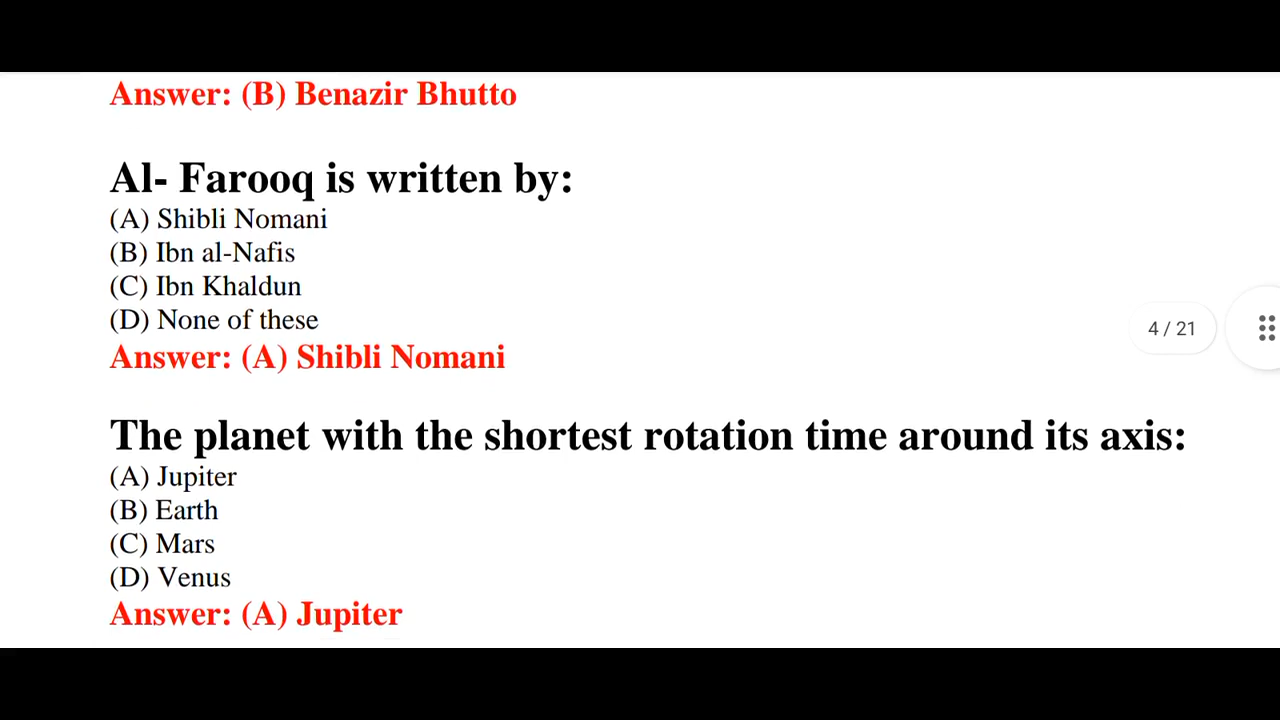 Answer: (B) Benazir Bhutto
Al- Farooq is written by:
(A) Shibli Nomani
(B) Ibn al-Nafis
(C) Ibn Khaldun
(D) None of these
Answer: (A) Shibli Nomani
4 / 21
The planet with the shortest rotation time around its axis:
(A) Jupiter
(B) Earth
(C) Mars
(D) Venus
Answer: (A) Jupiter